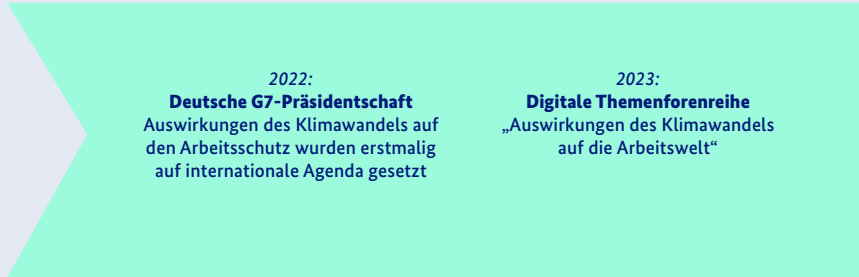 2022:
Deutsche G7-Präsidentschaft
Auswirkungen des Klimawandels auf
den Arbeitsschutz wurden erstmalig
auf internationale Agenda gesetzt
2023:
Digitale Themenforenreihe
„Auswirkungen des Klimawandels
auf die Arbeitswelt“